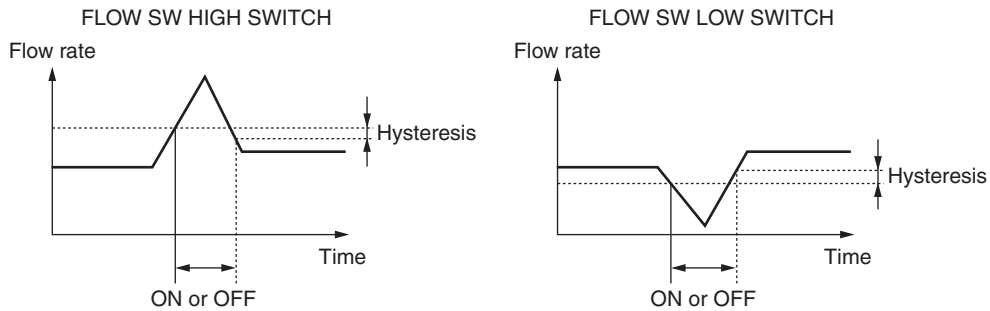 FLOW SW HIGH SWITCH
Flow rate
Hysteresis
Time
ON or OFF
FLOW SW LOW SWITCH
Flow rate
Hysteresis
Time
ON or OFF